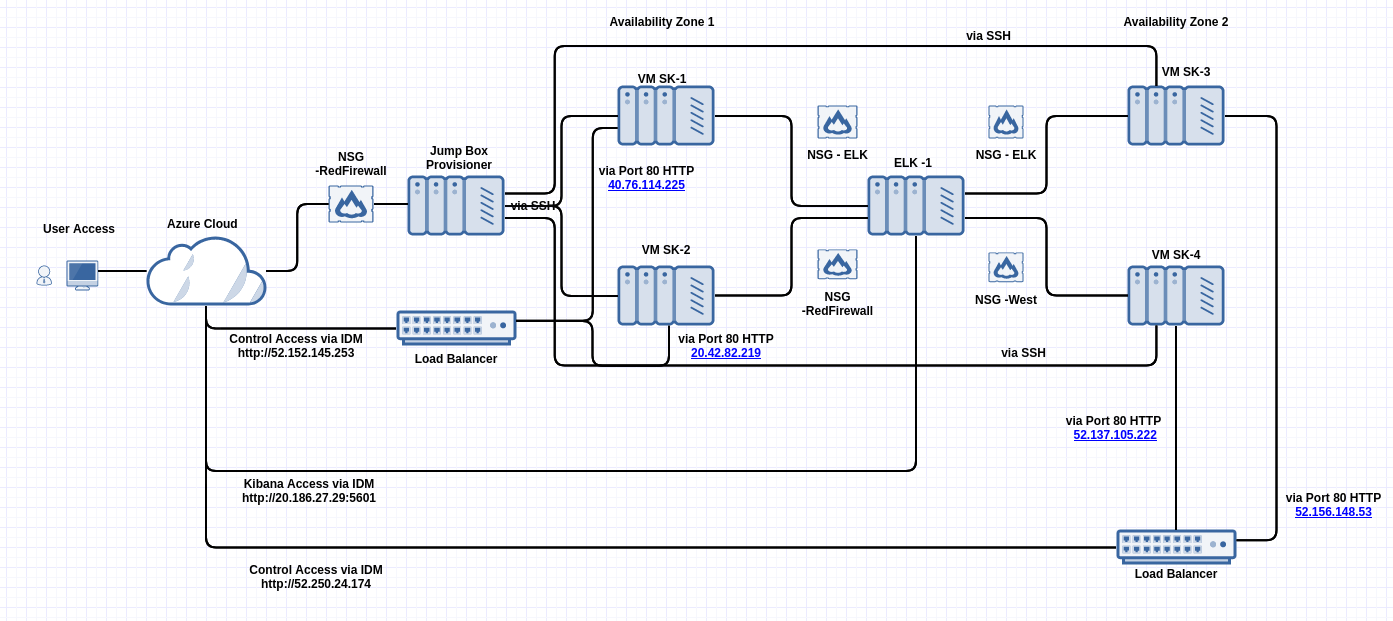 Availability Zone 1
Availability Zone 2
via SSH
VM SK-1
VM SK-3
NSG
-RedFirewall
Jump Box
Provisioner
NSG - ELK
NSG - ELK
ELK -1
via Port 80 HTTP
40.76.114.225
via SSH
User Access
Azure Cloud
VM SK-2
VM SK-4
NSG
-RedFirewall
NSG -West
Control Access via IDM
http://52.152.145.253
Load Balancer
via Port 80 HTTP
20.42.82.219
via SSH
via Port 80 HTTP
52.137.105.222
Kibana Access via IDM
http://20.186.27.29:5601
via Port 80 HTTP
52.156.148.53
Control Access via IDM
http://52.250.24.174
Load Balancer